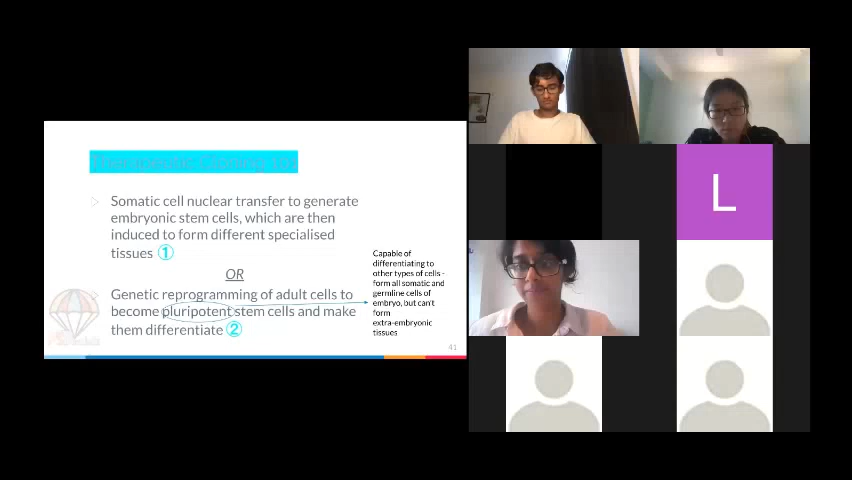 Therapeutic Cloning 101
Somatic cell nuclear transfer to generate
embryonic stem cells, which are then
induced to form different specialised
tissues ①
OR
Genetic reprogramming of adult cells to
become pluripotent stem cells and make
them differentiate ②
Capable of
differentiating to
other types of cells -
form all somatic and
germline cells of
embryo, but can't
form
extra-embryonic
tissues
41
L